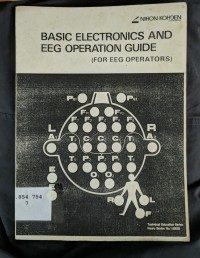 NIHON KOHDEN
BASIC ELECTRONICS AND
EEG OPERATION GUIDE
(FOR EEG OPERATORS)
L
A
R
A
C
C
C
T
T
P
P
P
T
O
O
E
E
R
L
F
Technical Education Series